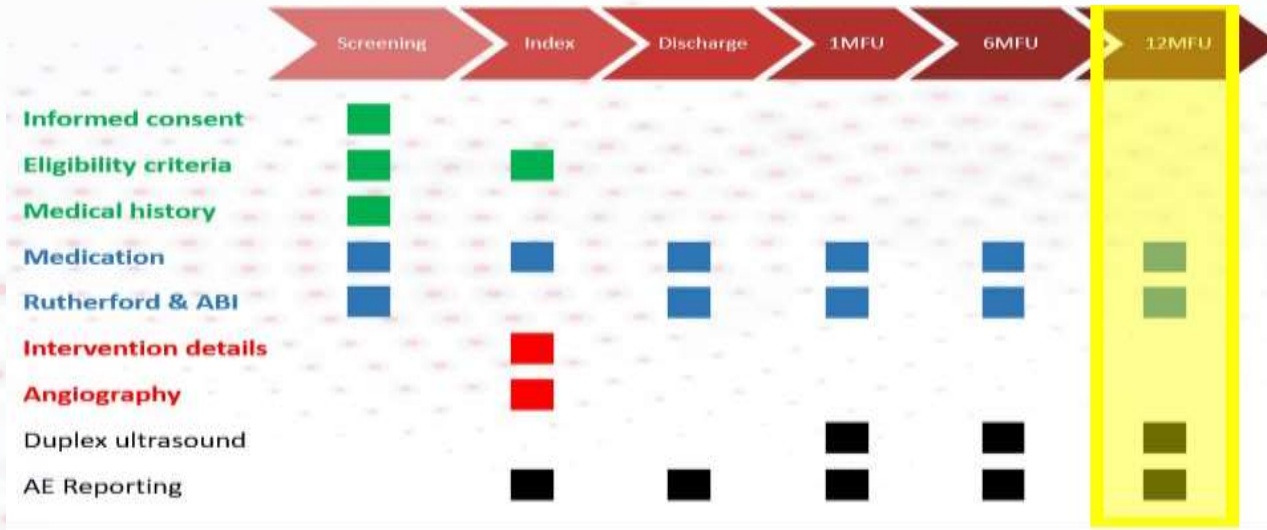 Screening Index Discharge 1MFU 6MFU 12MFU
Informed consent
Eligibility criteria
Medical history
Medication
Rutherford & ABI
Intervention details
Angiography
Duplex ultrasound
AE Reporting